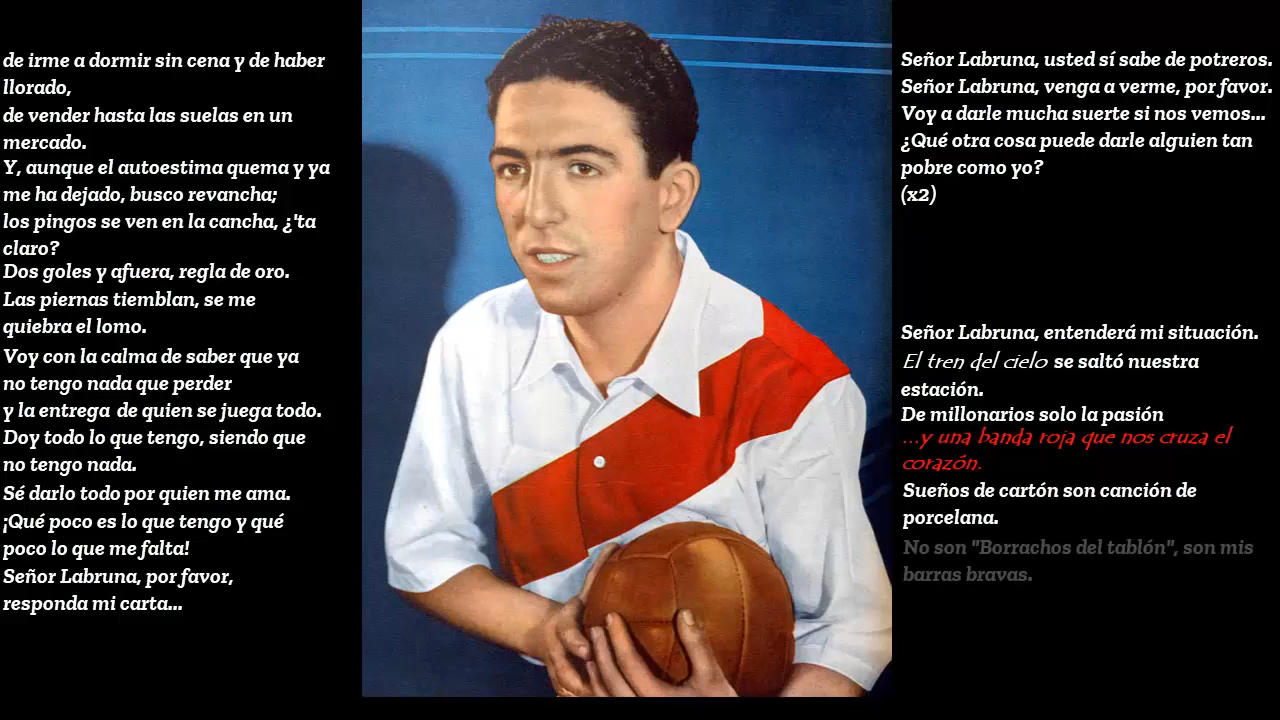 de irme a dormir sin cena y de haber
llorado,
de vender hasta las suelas en un
mercado.
Y, aunque el autoestima quema y ya
me ha dejado, busco revancha;
los pingos se ven en la cancha, ¿'ta
claro?
Dos goles y afuera, regla de oro.
Las piernas tiemblan, se me
quiebra el lomo.
Voy con la calma de saber que ya
no tengo nada que perder
y la entrega de quien se juega todo.
Doy todo lo que tengo, siendo que
no tengo nada.
Sé darlo todo por quien me ama.
¡Qué poco es lo que tengo y qué
poco lo que me falta!
Señor Labruna, por favor,
responda mi carta...
Señor Labruna, usted sí sabe de potreros.
Señor Labruna, venga a verme, por favor.
Voy a darle mucha suerte si nos vemos...
¿Qué otra cosa puede darle alguien tan
pobre como yo?
(x2)
Señor Labruna, entenderá mi situación.
El tren del cielo se saltó nuestra
estación.
De millonarios solo la pasión
...y una banda roja que nos cruza el
corazón.
Sueños de cartón son canción de
porcelana.
No son "Borrachos del tablón", son mis
barras bravas.